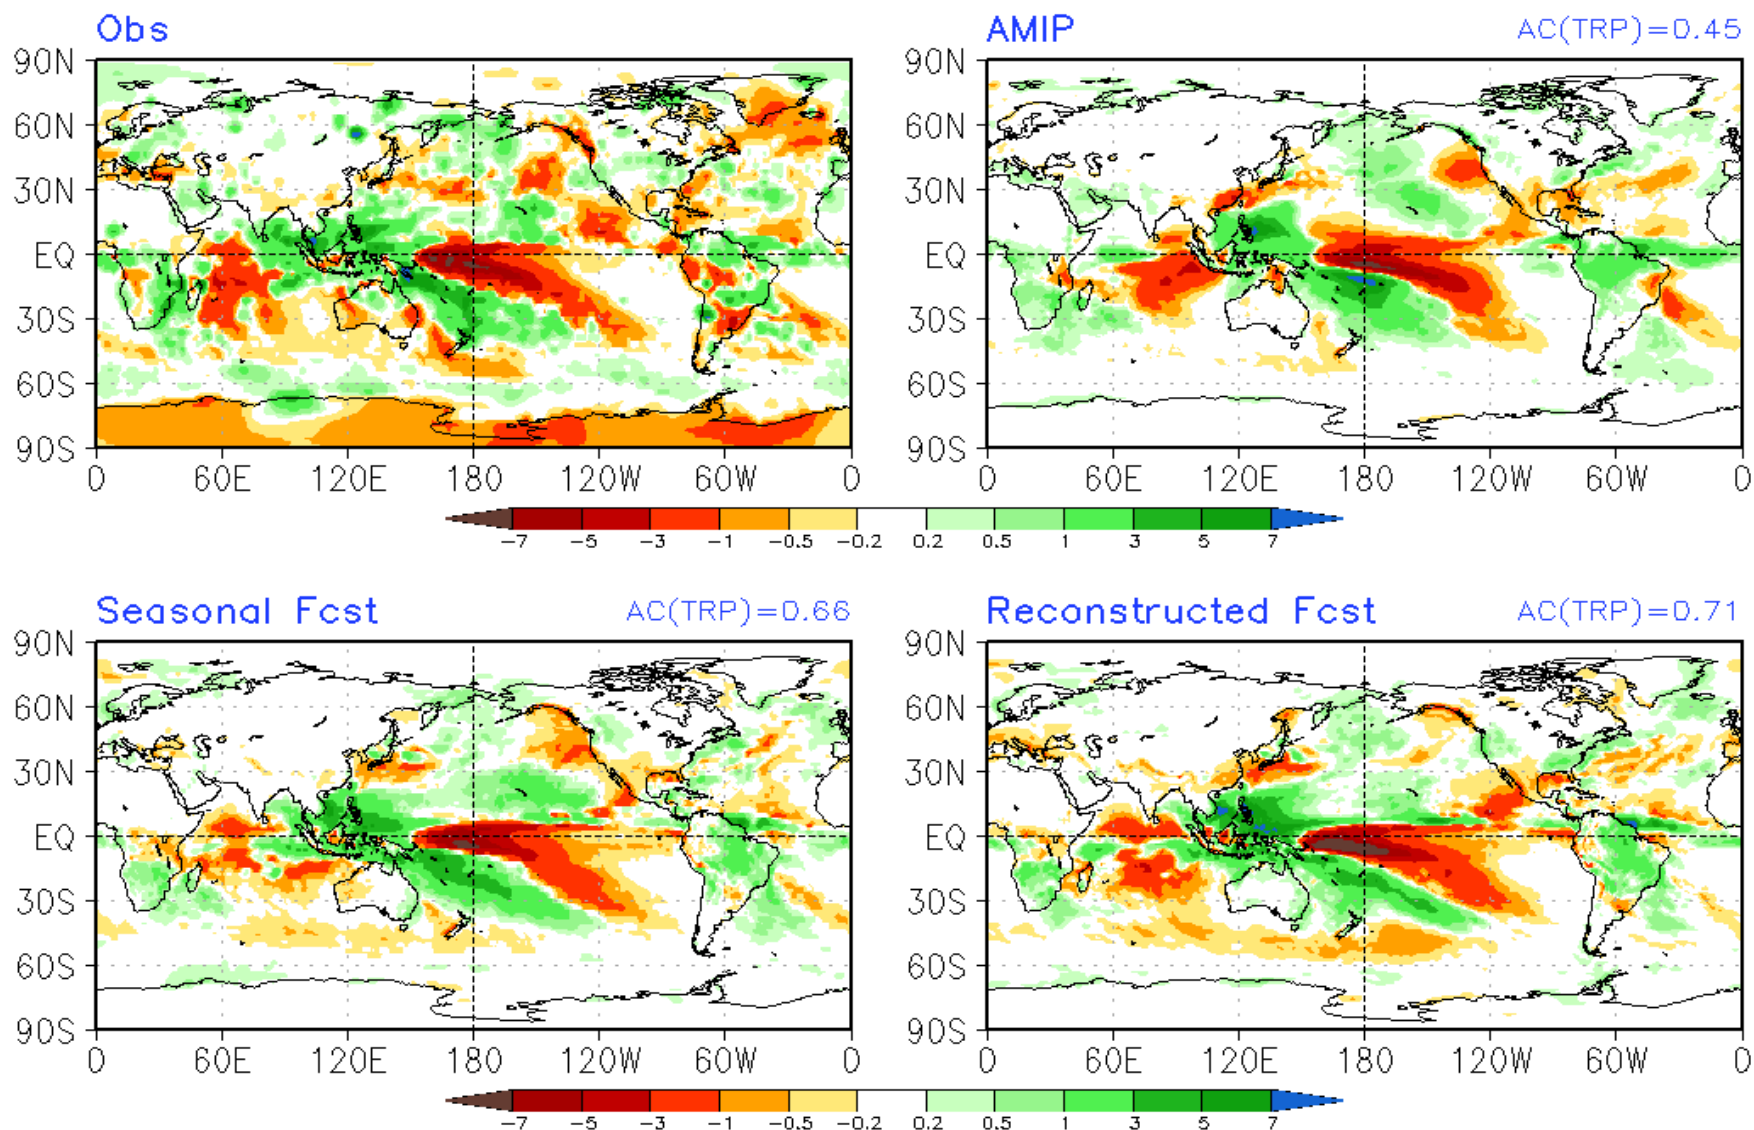 Obs
AMIP AC(TRP)=0.45
90N 90N
60N 60N
30N 30N
EQ EQ
30S 30S
60S 60S
90S 90S
0 60E 120E 180 120W 60W 0 0 60E 120E 180 120W 60W 0
-7 -5 -3 -1 -0.5 -0.2 0.2 0.5 1 3 5 7
Seasonal Fcst AC(TRP)=0.66
Reconstructed Fcst AC(TRP)=0.71
90N 90N
60N 60N
30N 30N
EQ EQ
30S 30S
60S 60S
90S 90S
0 60E 120E 180 120W 60W 0 0 60E 120E 180 120W 60W 0
-7 -5 -3 -1 -0.5 -0.2 0.2 0.5 1 3 5 7